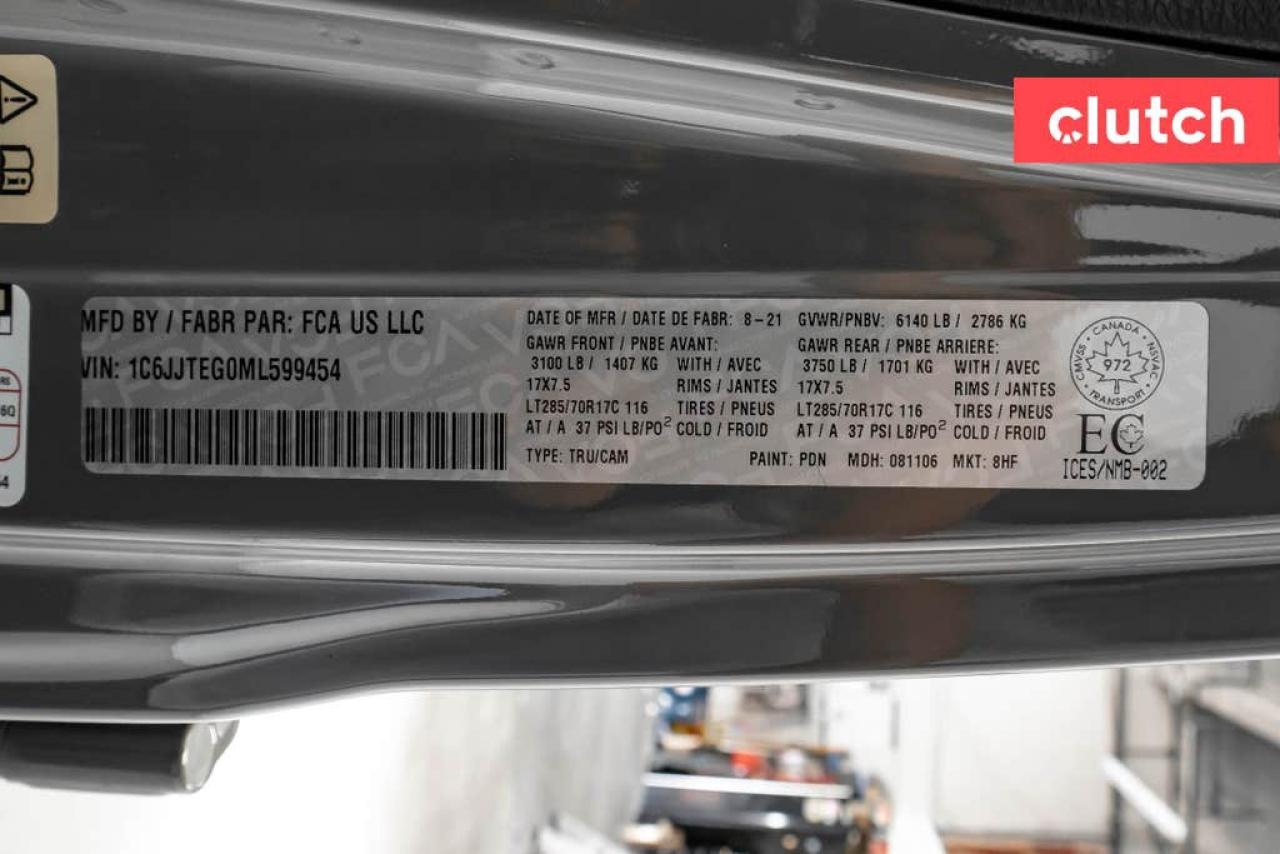 clutch
MFD BY / FABR PAR: FCA US LLC
VIN: 1C6JJTEG0ML599454
DATE OF MFR / DATE DE FABR: 8-21 GVWR/PNBV: 6140 LB / 2786 KG
GAWR FRONT / PNBE AVANT: GAWR REAR / PNBE ARRIERE:
3100 LB / 1407 KG WITH / AVEC 3750 LB / 1701 KG WITH / AVEC
17X7.5 RIMS / JANTES 17X7.5 RIMS / JANTES
LT285/70R17C 116 TIRES / PNEUS LT285/70R17C 116 TIRES / PNEUS
AT / A 37 PSI LB/PO² COLD / FROID AT / A 37 PSI LB/PO² COLD / FROID
TYPE: TRU/CAM PAINT: PDN MDH: 081106 MKT: 8HF
CANADA
CMVSS 972 NSVAC
TRANSPORT
EC
ICES/NMB-002